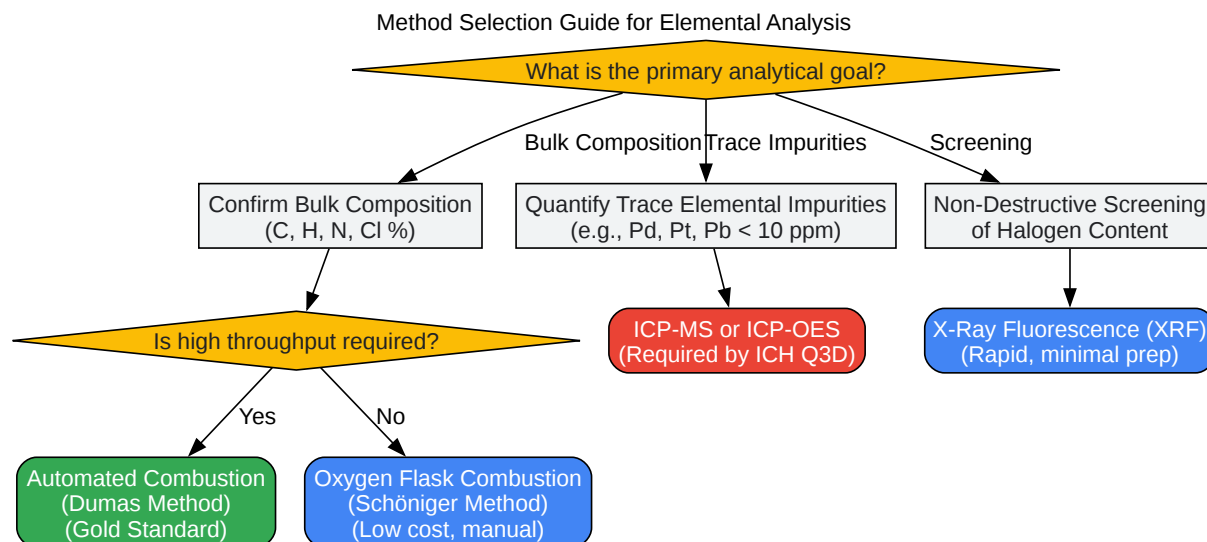 Method Selection Guide for Elemental Analysis
What is the primary analytical goal?
Bulk Composition
Trace Impurities
Screening
Confirm Bulk Composition
(C, H, N, Cl %)
Quantify Trace Elemental Impurities
(e.g., Pd, Pt, Pb < 10 ppm)
Non-Destructive Screening
of Halogen Content
Is high throughput required?
ICP-MS or ICP-OES
(Required by ICH Q3D)
X-Ray Fluorescence (XRF)
(Rapid, minimal prep)
Yes
No
Automated Combustion
(Dumas Method)
(Gold Standard)
Oxygen Flask Combustion
(Schöniger Method)
(Low cost, manual)